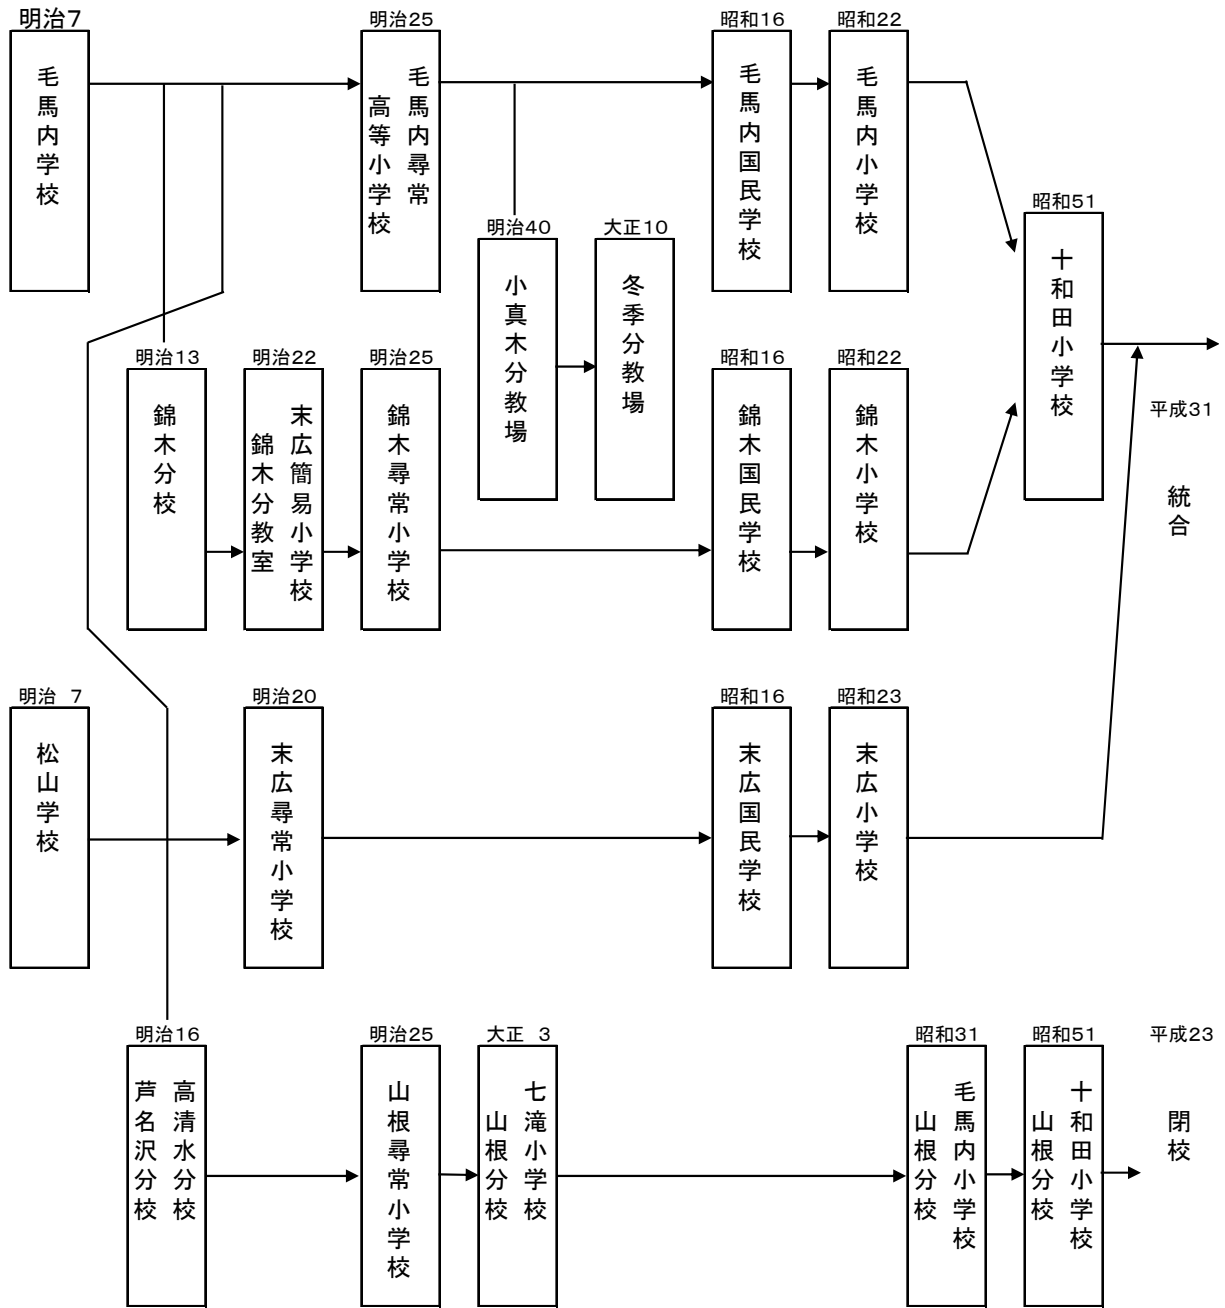 明治7
毛馬内学校
明治25
毛馬内尋常
高等小学校
昭和16
毛馬内国民学校
昭和22
毛馬内小学校
昭和51
十和田小学校
明治40
小真木分教場
大正10
冬季分教場
明治13
錦木分校
明治22
末広簡易小学校
錦木分教室
明治25
錦木尋常小学校
昭和16
錦木国民学校
昭和22
錦木小学校
平成31
統合
明治 7
松山学校
明治20
末広尋常小学校
昭和16
末広国民学校
昭和23
末広小学校
明治16
高清水分校
芦名沢分校
明治25
山根尋常小学校
大正 3
七滝小学校
山根分校
昭和31
毛馬内小学校
山根分校
昭和51
十和田小学校
山根分校
平成23
閉校